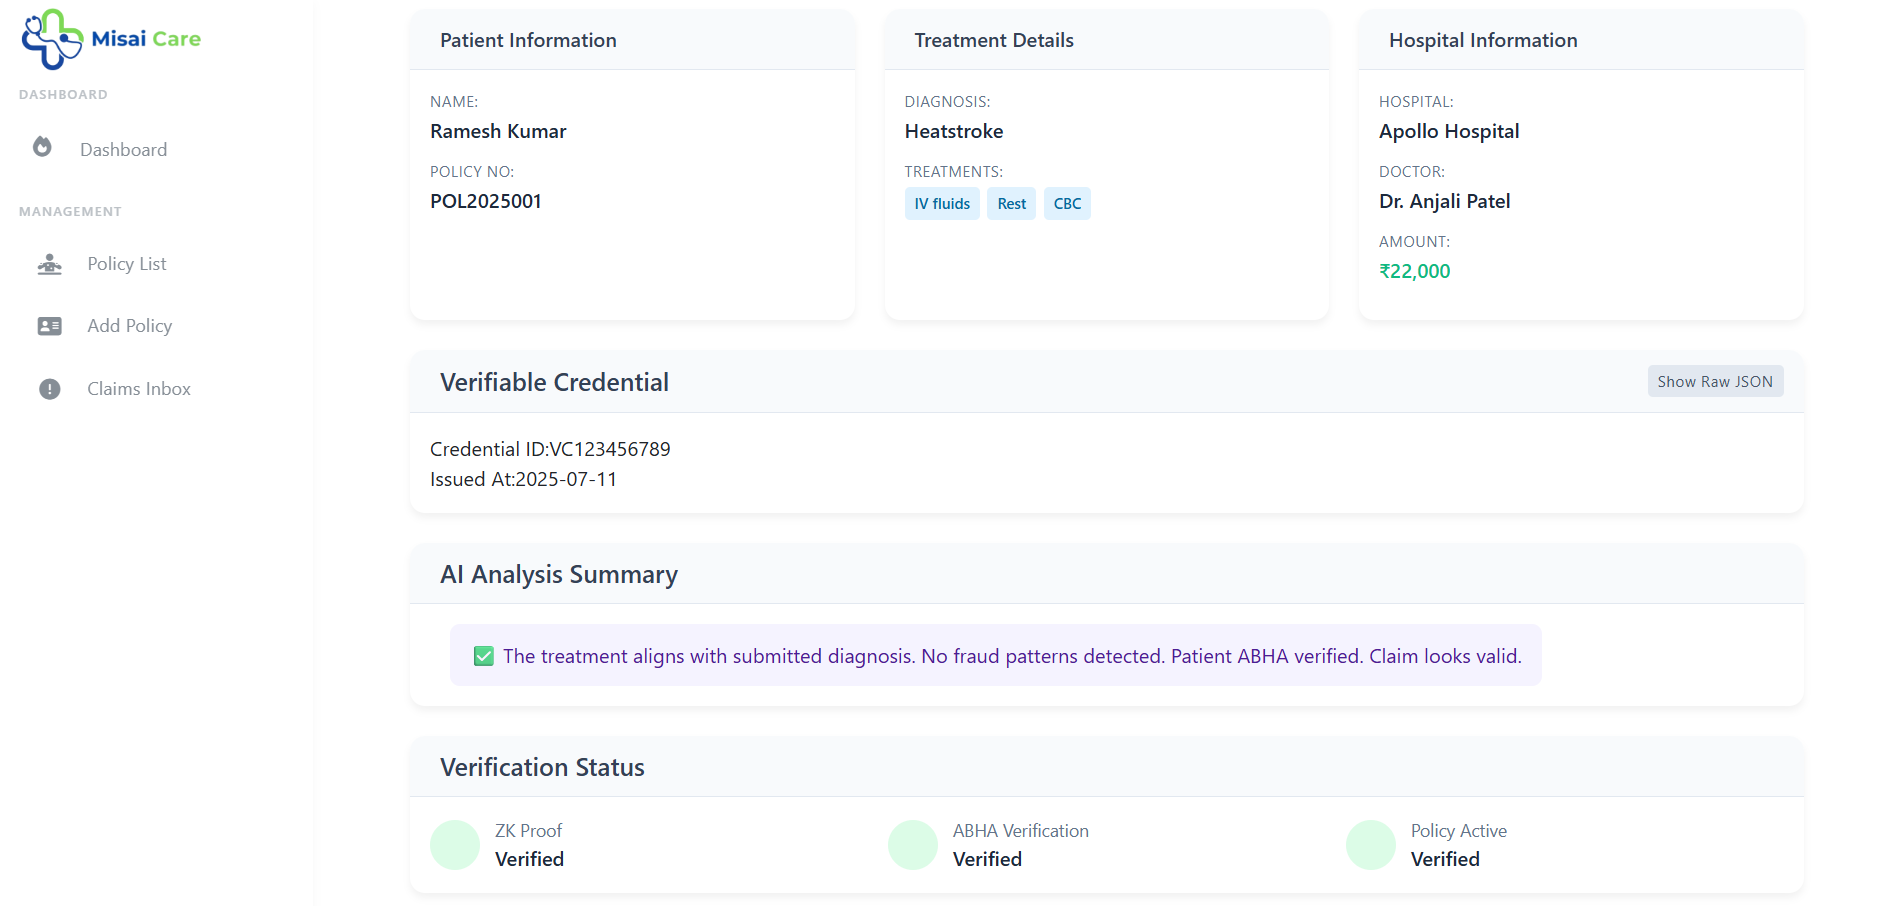 Misai Care
DASHBOARD
Dashboard
MANAGEMENT
Policy List
Add Policy
Claims Inbox
Patient Information
NAME:
Ramesh Kumar
POLICY NO:
POL2025001
Treatment Details
DIAGNOSIS:
Heatstroke
TREATMENTS:
IV fluids Rest CBC
Hospital Information
HOSPITAL:
Apollo Hospital
DOCTOR:
Dr. Anjali Patel
AMOUNT:
₹22,000
Verifiable Credential
Show Raw JSON
Credential ID:VC123456789
Issued At:2025-07-11
AI Analysis Summary
✅ The treatment aligns with submitted diagnosis. No fraud patterns detected. Patient ABHA verified. Claim looks valid.
Verification Status
ZK Proof
Verified
ABHA Verification
Verified
Policy Active
Verified